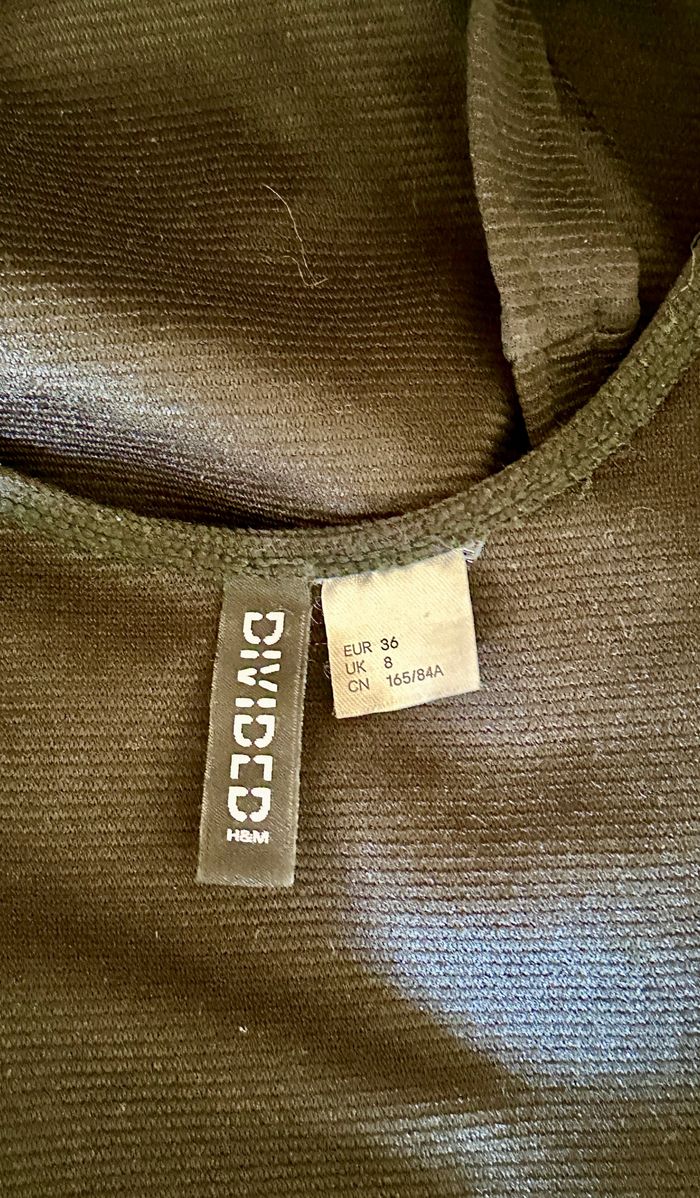 DIVIDED
H&M
EUR 36
UK 8
CN 165/84A